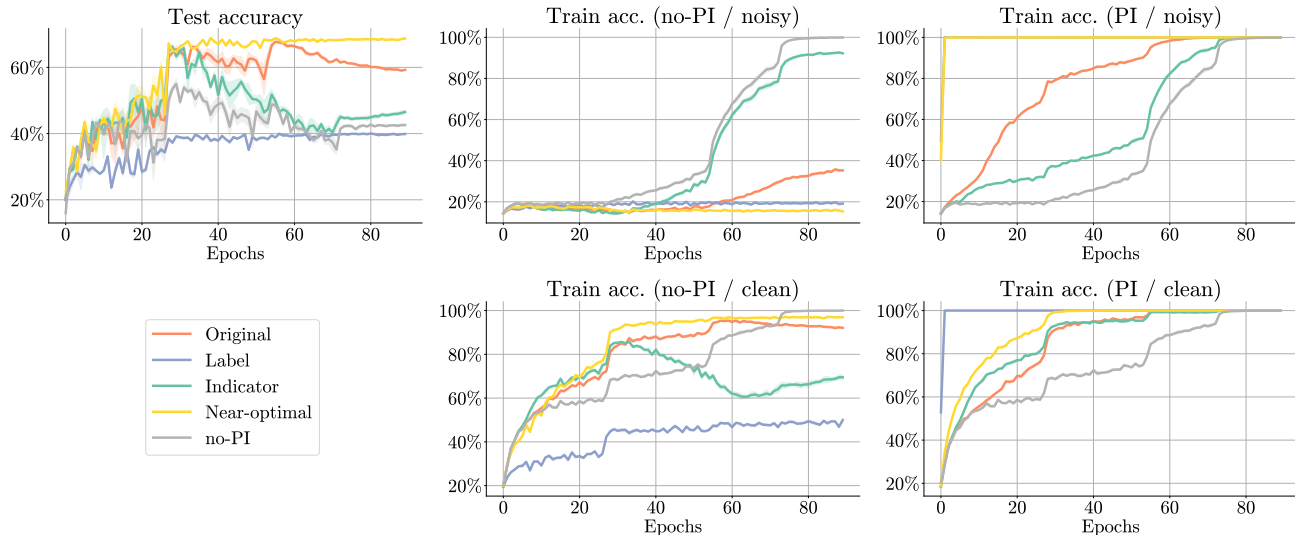 Test accuracy
60%
40%
20%
0 20 40 60 80
Epochs
Train acc. (no-PI / noisy)
100%
80%
60%
40%
20%
0 20 40 60 80
Epochs
Train acc. (PI / noisy)
100%
80%
60%
40%
20%
0 20 40 60 80
Epochs
Original
Label
Indicator
Near-optimal
no-PI
Train acc. (no-PI / clean)
100%
80%
60%
40%
20%
0 20 40 60 80
Epochs
Train acc. (PI / clean)
100%
80%
60%
40%
20%
0 20 40 60 80
Epochs